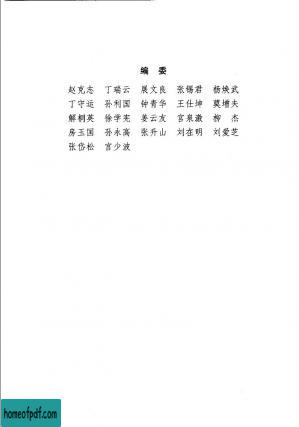 编 委
赵克志 丁瑞云 展文良 张锡君 杨焕武
丁守运 孙利国 钟青华 王仕坤 莫增夫
解桐英 徐学宪 姜云友 宫泉激 柳 杰
房玉国 孙永高 张升山 刘在明 刘爱芝
张岱松 宫少波
homeofpdf.com